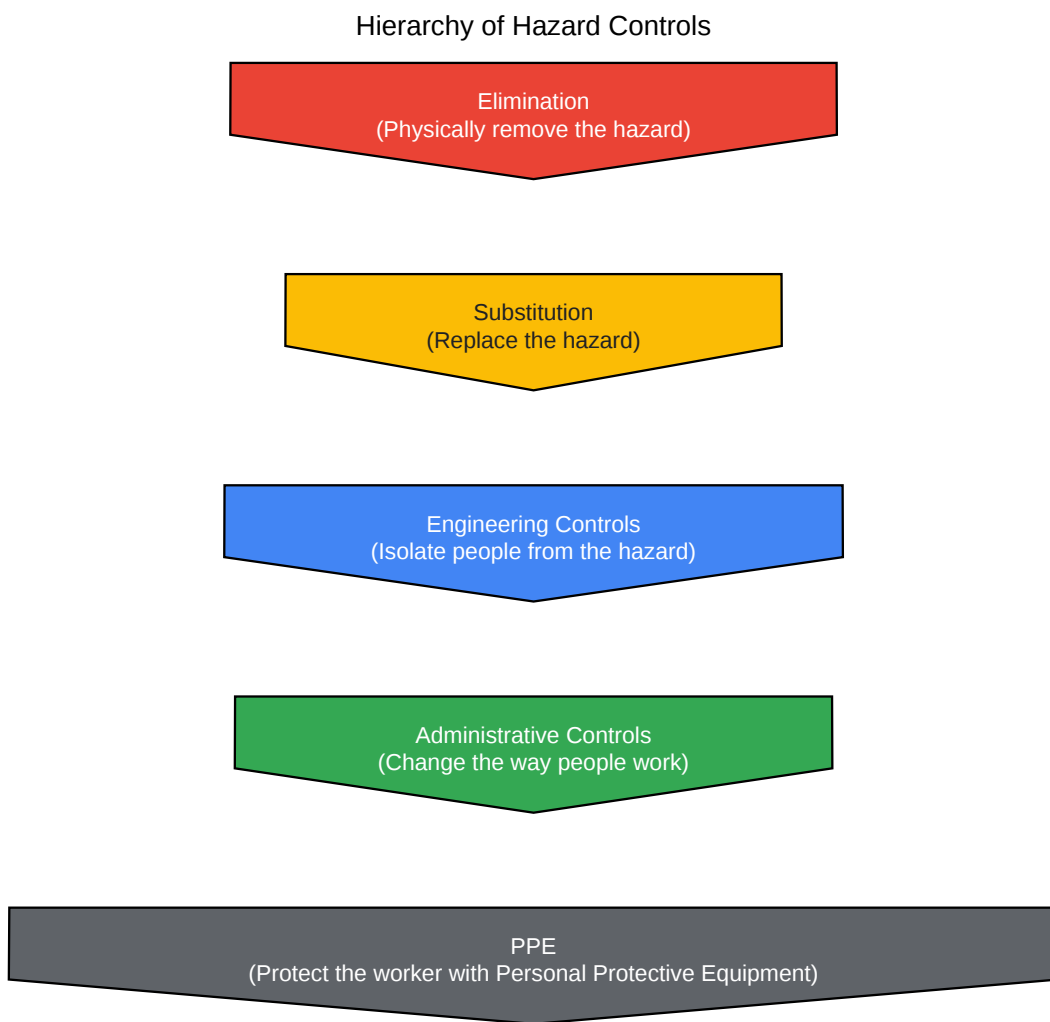 Hierarchy of Hazard Controls
Elimination
(Physically remove the hazard)
Substitution
(Replace the hazard)
Engineering Controls
(Isolate people from the hazard)
Administrative Controls
(Change the way people work)
PPE
(Protect the worker with Personal Protective Equipment)